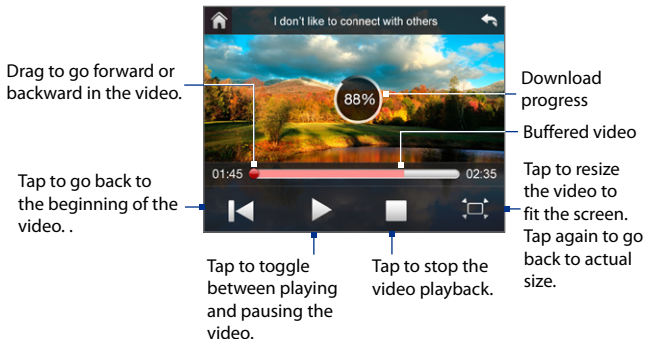 I don't like to connect with others
Drag to go forward or
backward in the video.
88%
Download
progress
Buffered video
01:45
02:35
Tap to go back to
the beginning of the
video. .
Tap to resize
the video to
fit the screen.
Tap again to go
back to actual
size.
Tap to toggle
between playing
and pausing the
video.
Tap to stop the
video playback.